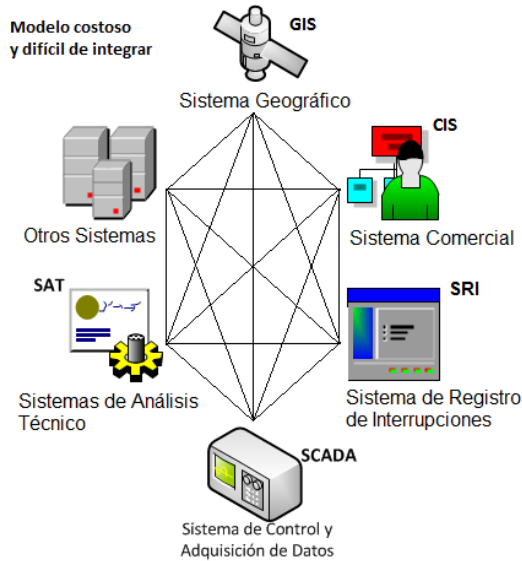 Modelo costoso
y difícil de integrar
GIS
Sistema Geográfico
CIS
Otros Sistemas
Sistema Comercial
SAT
SRI
Sistemas de Análisis
Técnico
Sistema de Registro
de Interrupciones
SCADA
Sistema de Control y
Adquisición de Datos